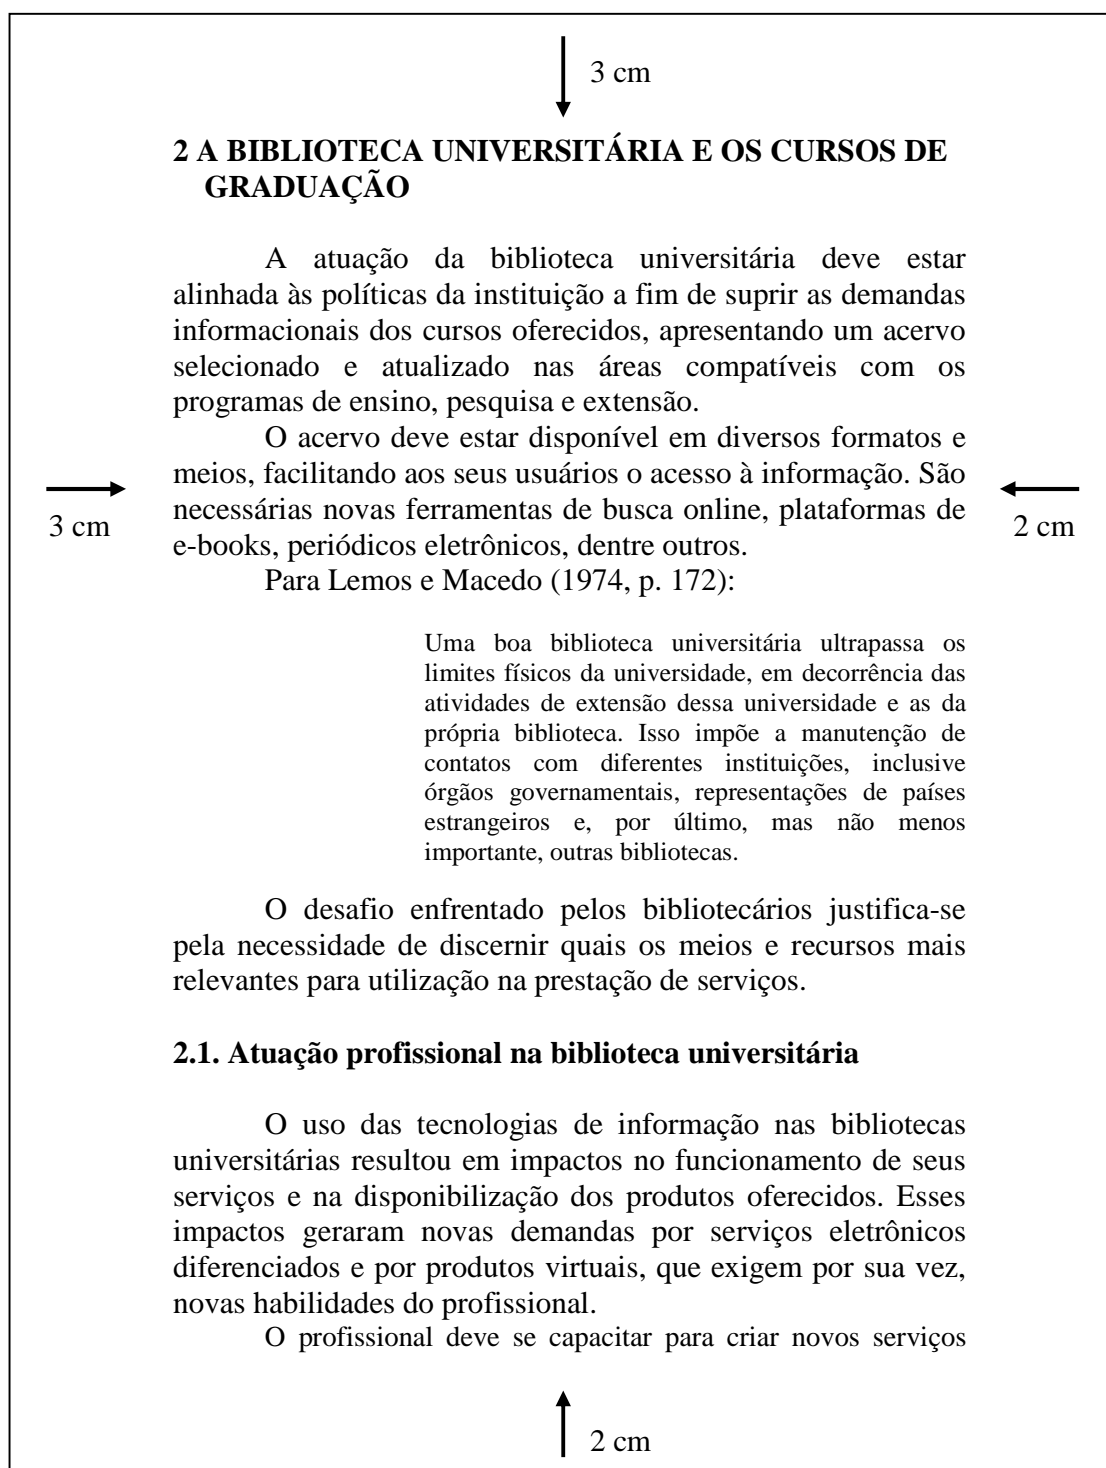 3 cm
2 A BIBLIOTECA UNIVERSITÁRIA E OS CURSOS DE
GRADUAÇÃO
A atuação da biblioteca universitária deve estar
alinhada às políticas da instituição a fim de suprir as demandas
informacionais dos cursos oferecidos, apresentando um acervo
selecionado e atualizado nas áreas compatíveis com os
programas de ensino, pesquisa e extensão.
O acervo deve estar disponível em diversos formatos e
meios, facilitando aos seus usuários o acesso à informação. São
necessárias novas ferramentas de busca online, plataformas de
e-books, periódicos eletrônicos, dentre outros.
3 cm
2 cm
Para Lemos e Macedo (1974, p. 172):
Uma boa biblioteca universitária ultrapassa os
limites físicos da universidade, em decorrência das
atividades de extensão dessa universidade e as da
própria biblioteca. Isso impõe a manutenção de
contatos com diferentes instituições, inclusive
órgãos governamentais, representações de países
estrangeiros e, por último, mas não menos
importante, outras bibliotecas.
O desafio enfrentado pelos bibliotecários justifica-se
pela necessidade de discernir quais os meios e recursos mais
relevantes para utilização na prestação de serviços.
2.1. Atuação profissional na biblioteca universitária
O uso das tecnologias de informação nas bibliotecas
universitárias resultou em impactos no funcionamento de seus
serviços e na disponibilização dos produtos oferecidos. Esses
impactos geraram novas demandas por serviços eletrônicos
diferenciados e por produtos virtuais, que exigem por sua vez,
novas habilidades do profissional.
O profissional deve se capacitar para criar novos serviços
2 cm